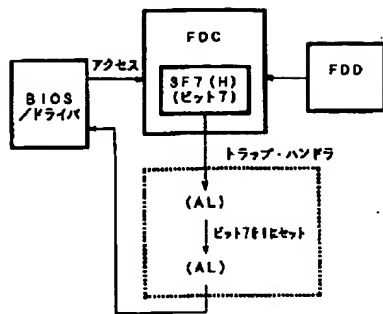 FDC
3F7(H)
(ビット7)
FDD
アクセス
BIOS
/ドライバ
トラップ・ハンドラ
(AL)
ビット7を1にセット
(AL)